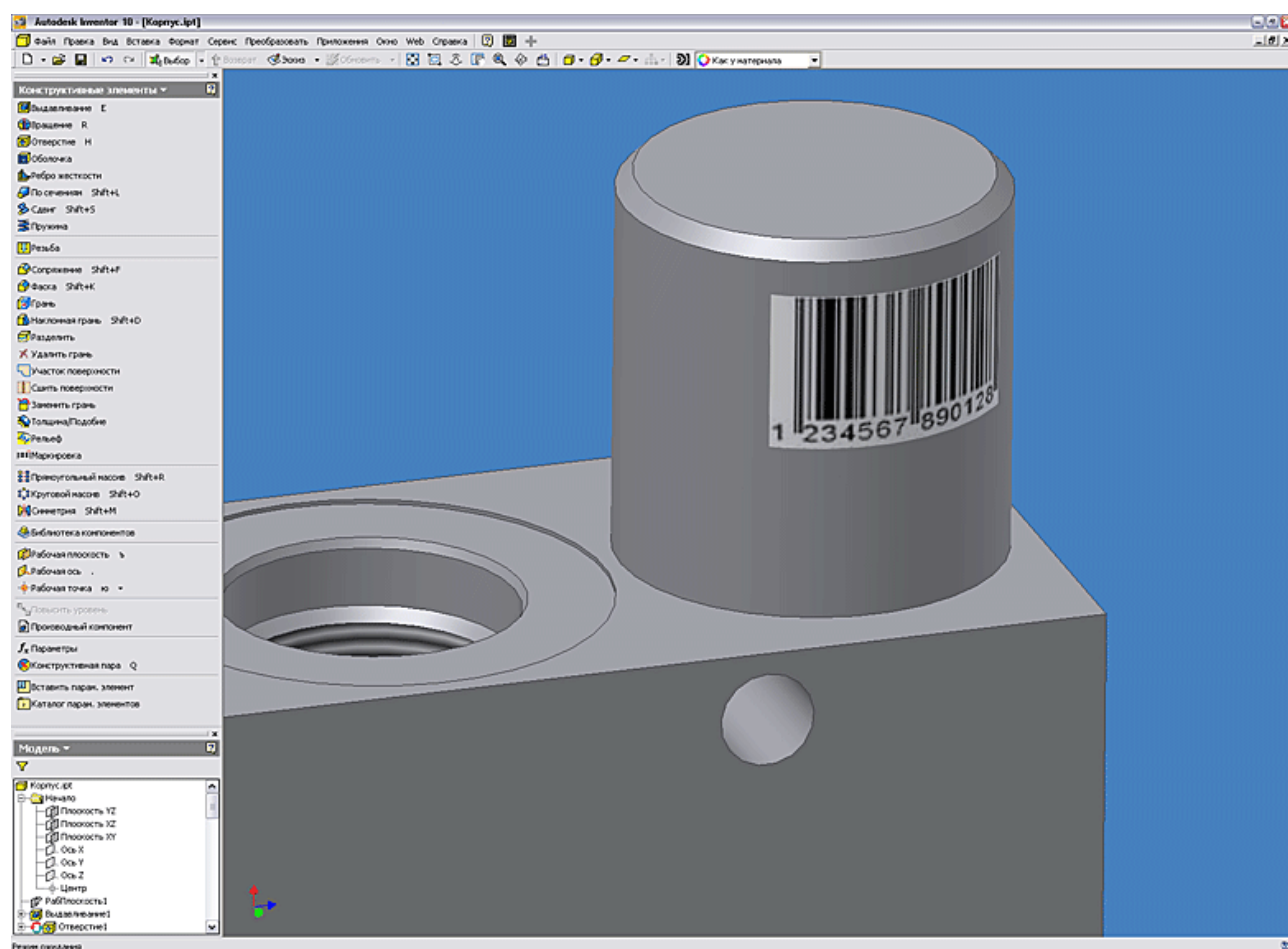 Autodesk Inventor 10 - [Корпус.ipt]
Файл Правка Вид Вставка Формат Сервис Преобразовать Приложения Окно Web Справка
Выбор Возврат Эскиз Обновить Как у материала
Конструктивные элементы
Выдавливание E
Вращение R
Отверстие H
Оболочка
Ребро жесткости
По сечениям Shift+L
Сдвиг Shift+S
Пружина
Резьба
Сопряжение Shift+F
Фаска Shift+K
Грань
Наклонная грань Shift+D
Разделить
Удалить грань
Участок поверхности
Сшить поверхности
Заменить грань
Толщина/Подобие
Рельеф
Маркировка
Прямоугольный массив Shift+R
Круговой массив Shift+O
Симметрия Shift+M
Библиотека компонентов
Рабочая плоскость ъ
Рабочая ось .
Рабочая точка ю
Повысить уровень
Производный компонент
Параметры
Конструктивная пара Q
Вставить парам. элемент
Каталог парам. элементов
Модель
Корпус.ipt
Начало
Плоскость YZ
Плоскость XZ
Плоскость XY
Ось X
Ось Y
Ось Z
Центр
РабПлоскость1
Выдавливание1
Отверстие1
Режим ожидания
1 234567 890128